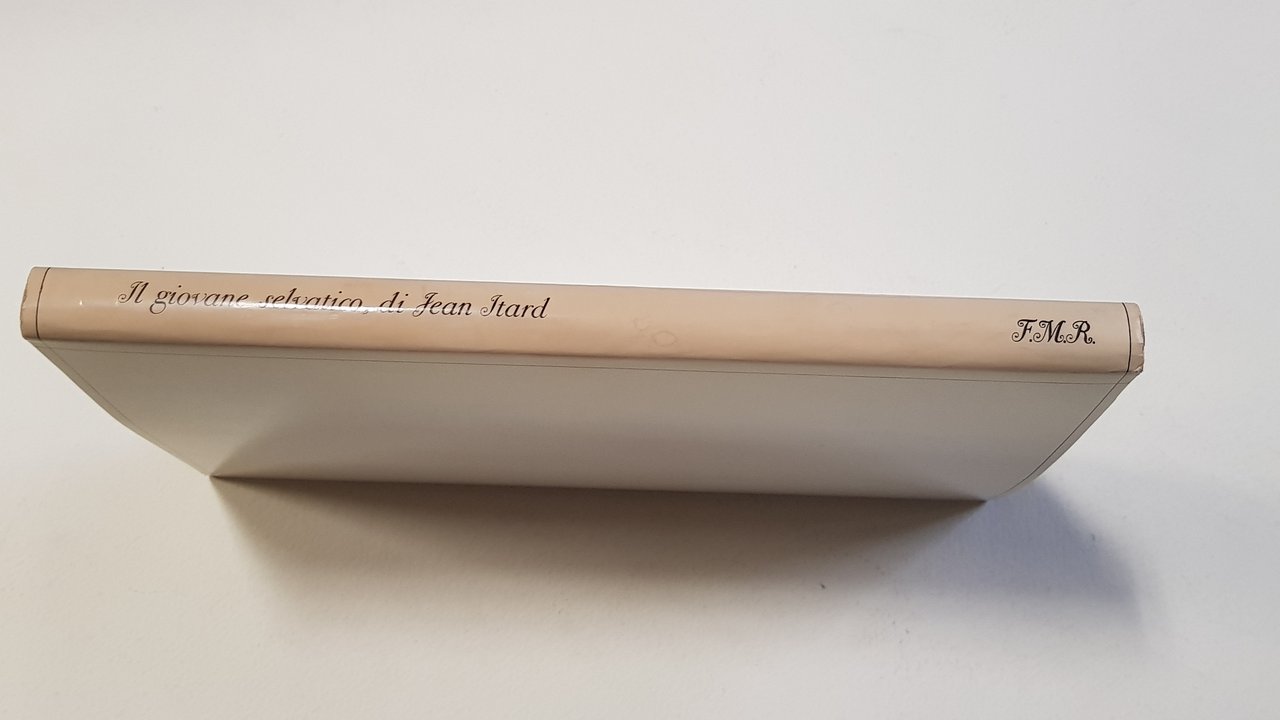 Il giovane selvatico, di Jean Itard
F.M.R.